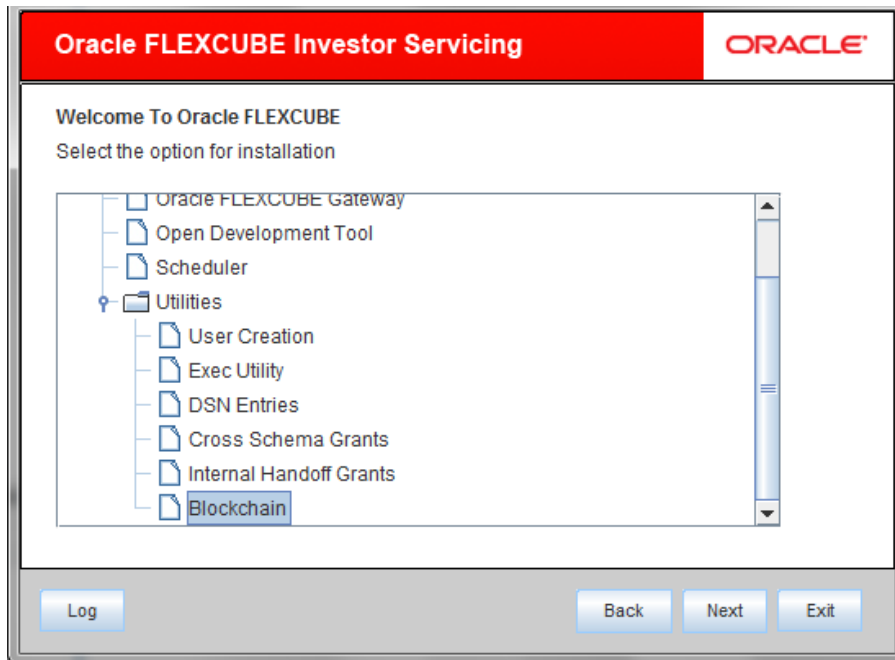 Oracle FLEXCUBE Investor Servicing
ORACLE
Welcome To Oracle FLEXCUBE
Select the option for installation
Oracle FLEXCUBE Gateway
Open Development Tool
Scheduler
Utilities
User Creation
Exec Utility
DSN Entries
Cross Schema Grants
Internal Handoff Grants
Blockchain
Log
Back
Next
Exit